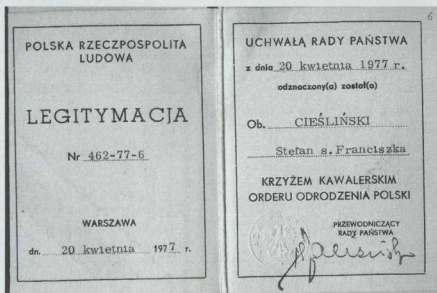 POLSKA RZECZPOSPOLITA
LUDOWA
LEGITYMACJA
Nr 462-77-6
WARSZAWA
dn. 20 kwietnia 1977 r.
6
UCHWAŁĄ RADY PAŃSTWA
z dnia 20 kwietnia 1977 r.
odznaczony(a) został(a)
Ob. CIEŚLIŃSKI
Stefan s.Franciszka
KRZYŻEM KAWALERSKIM
ORDERU ODRODZENIA POLSKI
PRZEWODNICZĄCY
RADY PAŃSTWA